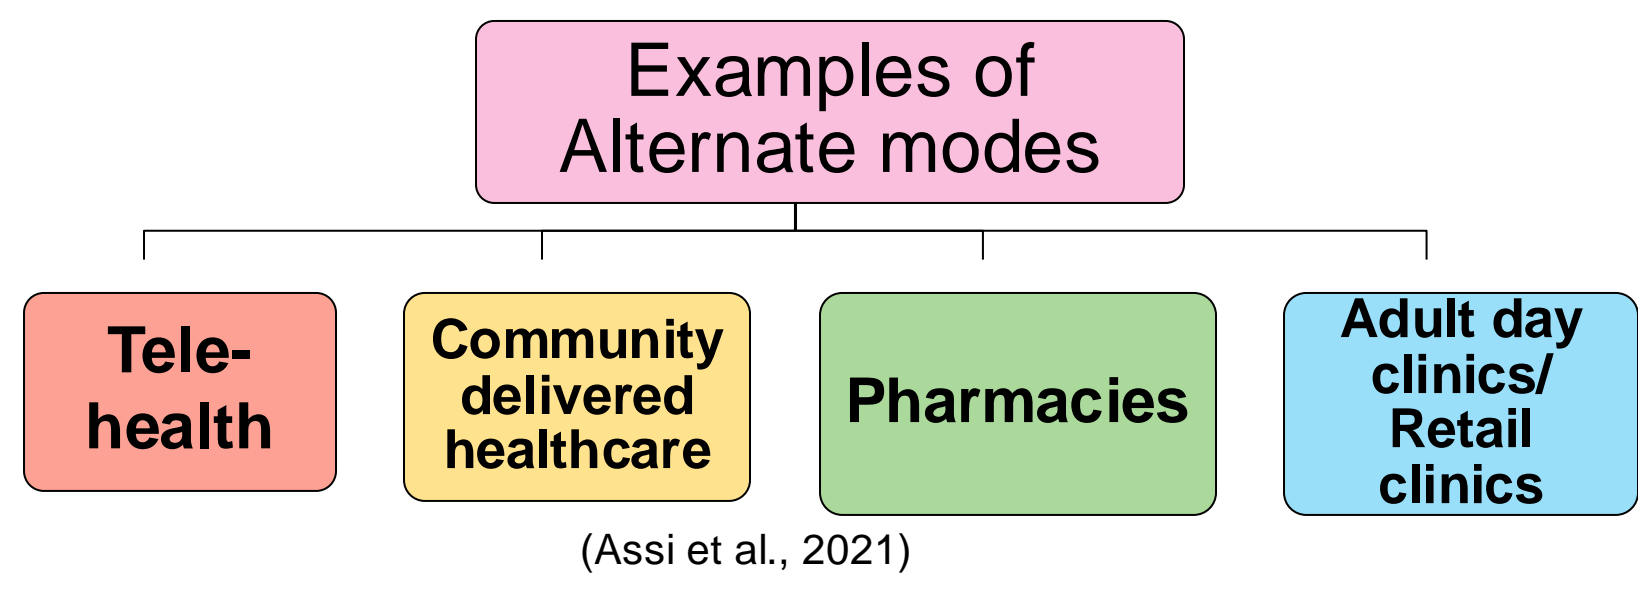 Examples of
Alternate modes
Tele-
health
Community
delivered
healthcare
Pharmacies
Adult day
clinics/
Retail
clinics
(Assi et al., 2021)